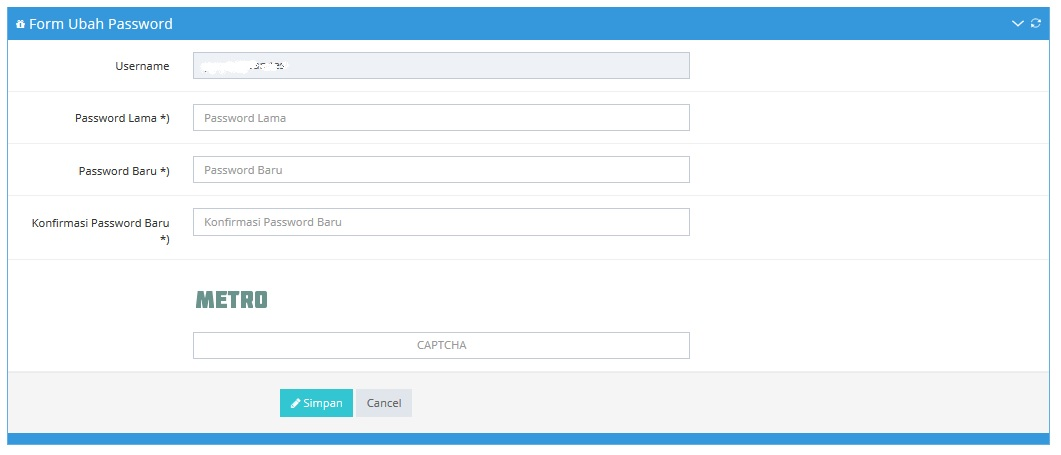 Form Ubah Password
Username
Password Lama *)
Password Lama
Password Baru *)
Password Baru
Konfirmasi Password Baru
*)
Konfirmasi Password Baru
METRO
CAPTCHA
Simpan
Cancel